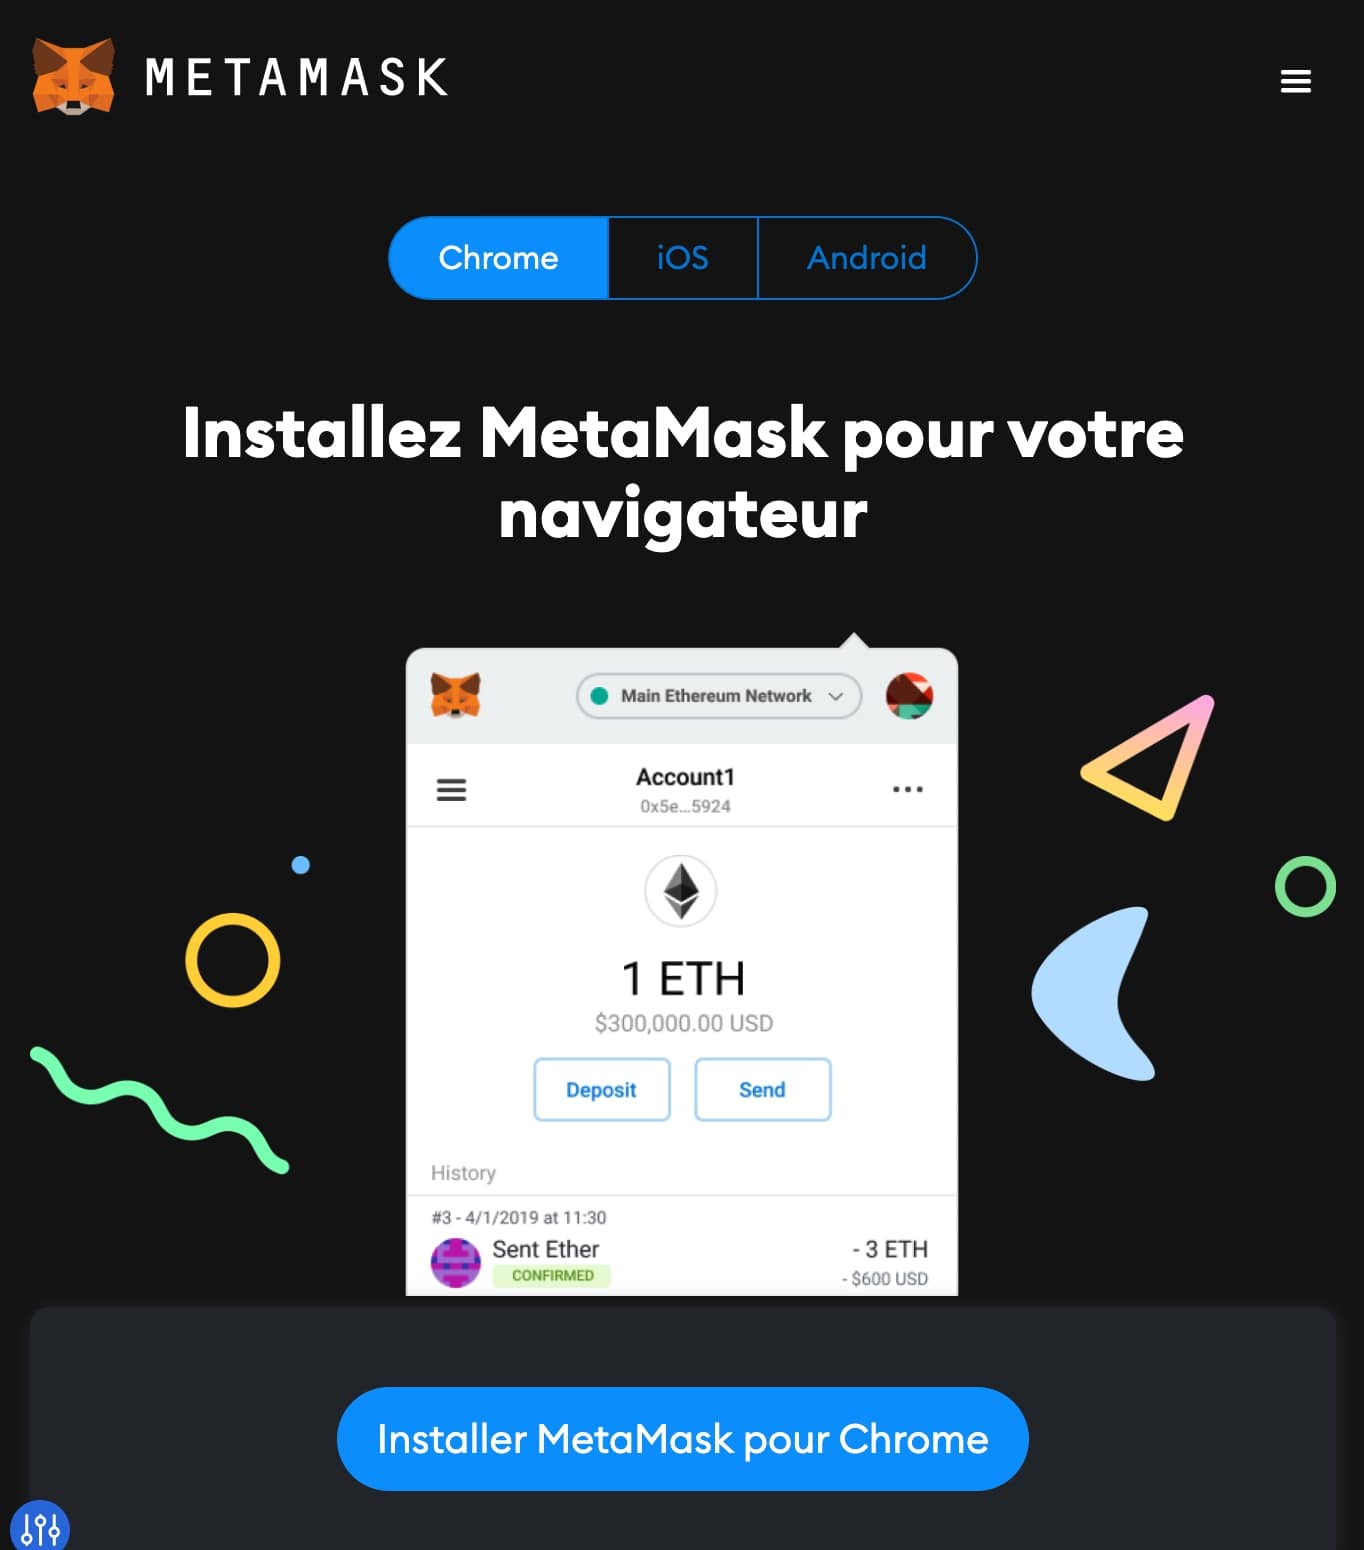 METAMASK
Chrome
iOS
Android
Installez MetaMask pour votre
navigateur
Main Ethereum Network
Account1
0x5e...5924
1 ETH
$300,000.00 USD
Deposit
Send
History
#3 - 4/1/2019 at 11:30
Sent Ether
- 3 ETH
CONFIRMED
- $600 USD
Installer MetaMask pour Chrome